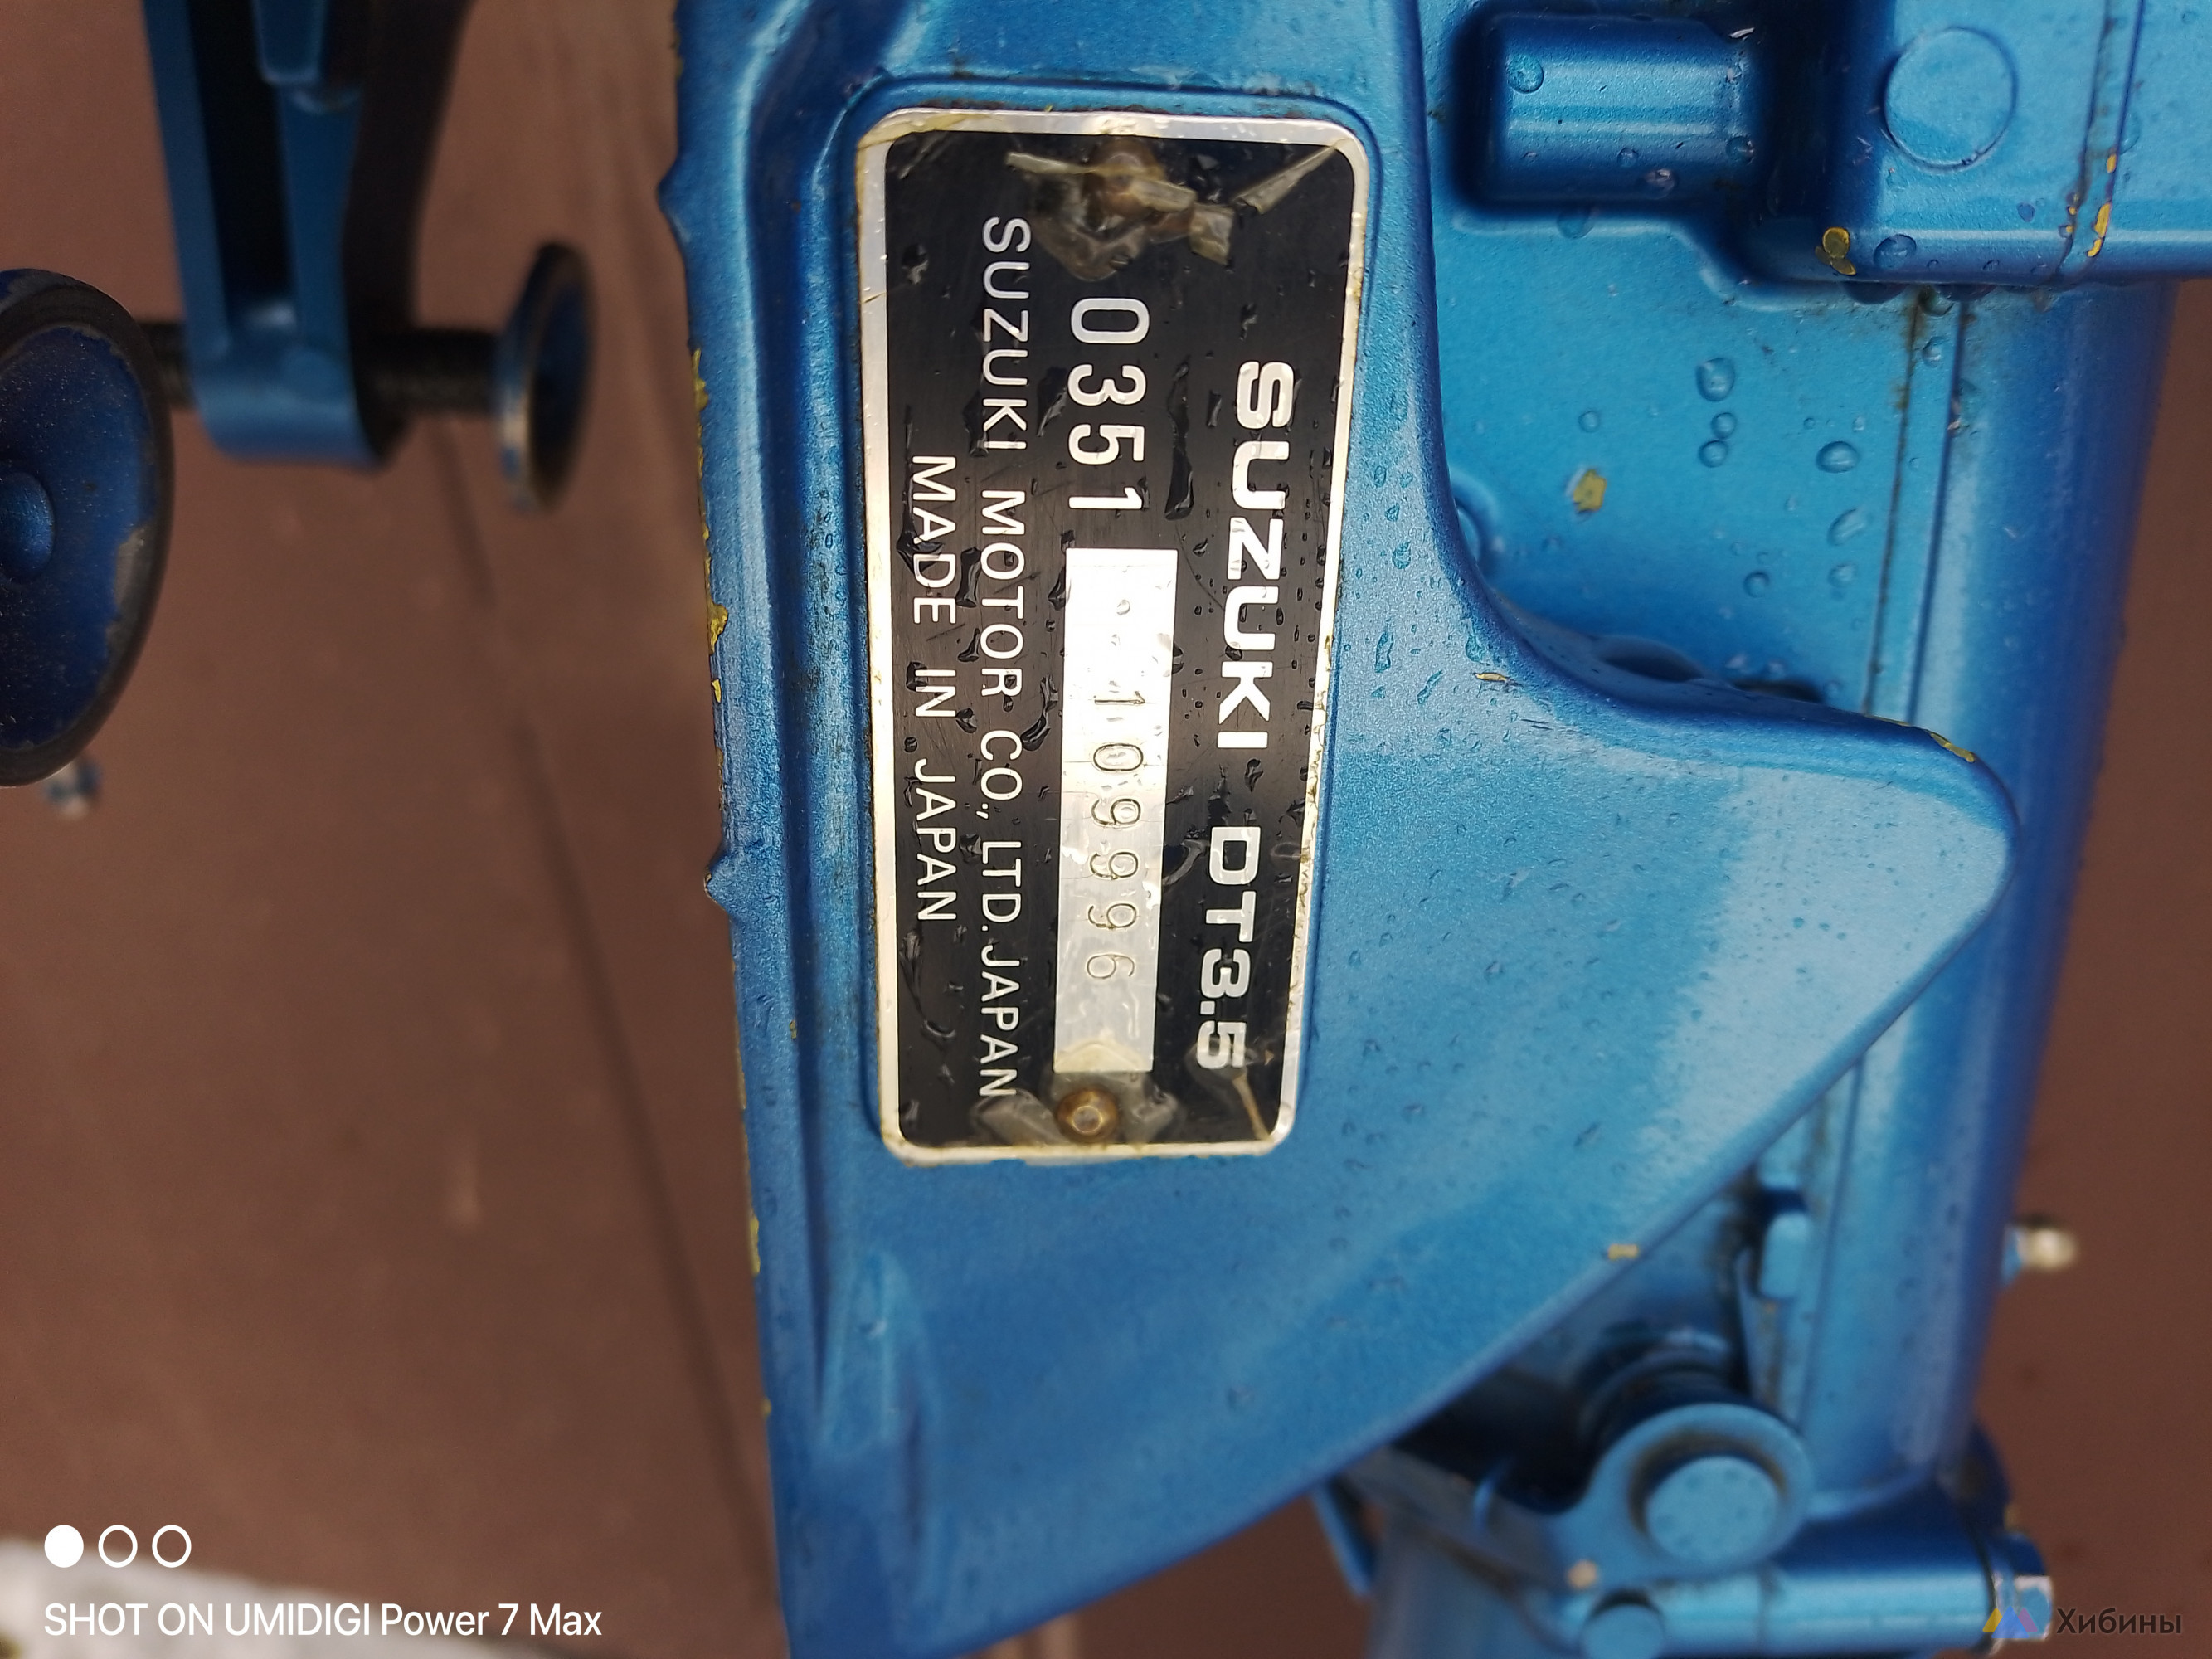 SUZUKI DT3.5
0351 109996
SUZUKI MOTOR CO., LTD. JAPAN
MADE IN JAPAN
SHOT ON UMIDIGI Power 7 Max
Хибины